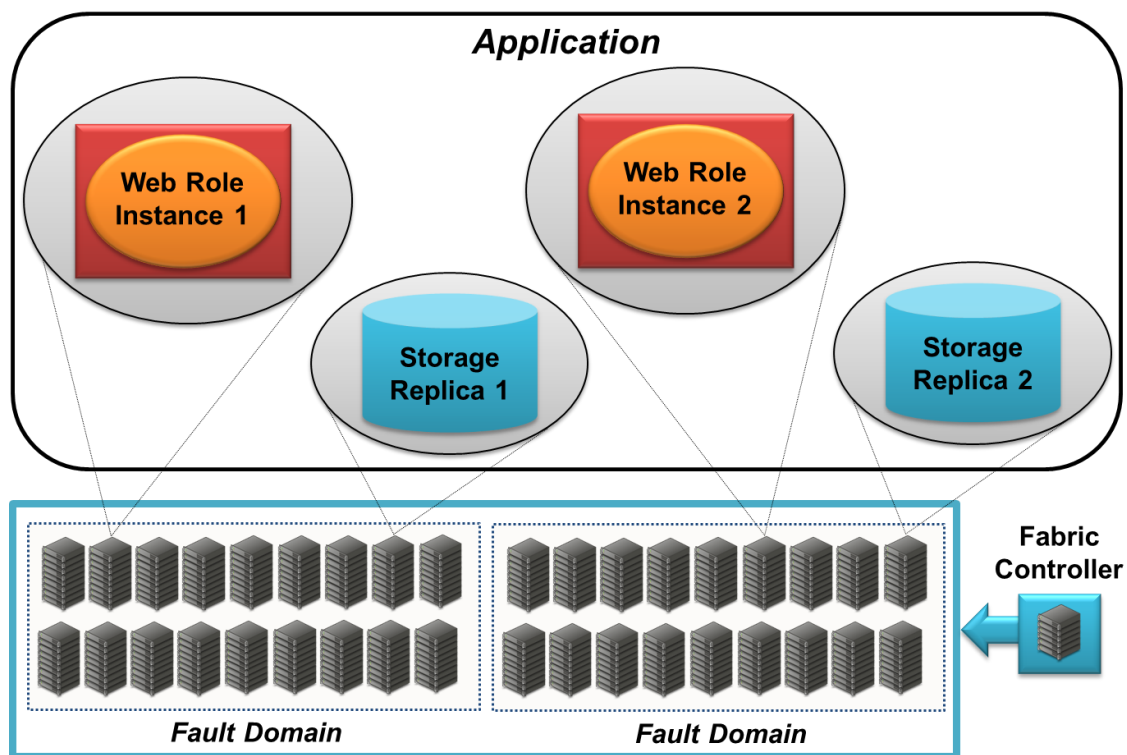 Application
Web Role
Instance 1
Web Role
Instance 2
Storage
Replica 1
Storage
Replica 2
Fabric
Controller
Fault Domain
Fault Domain